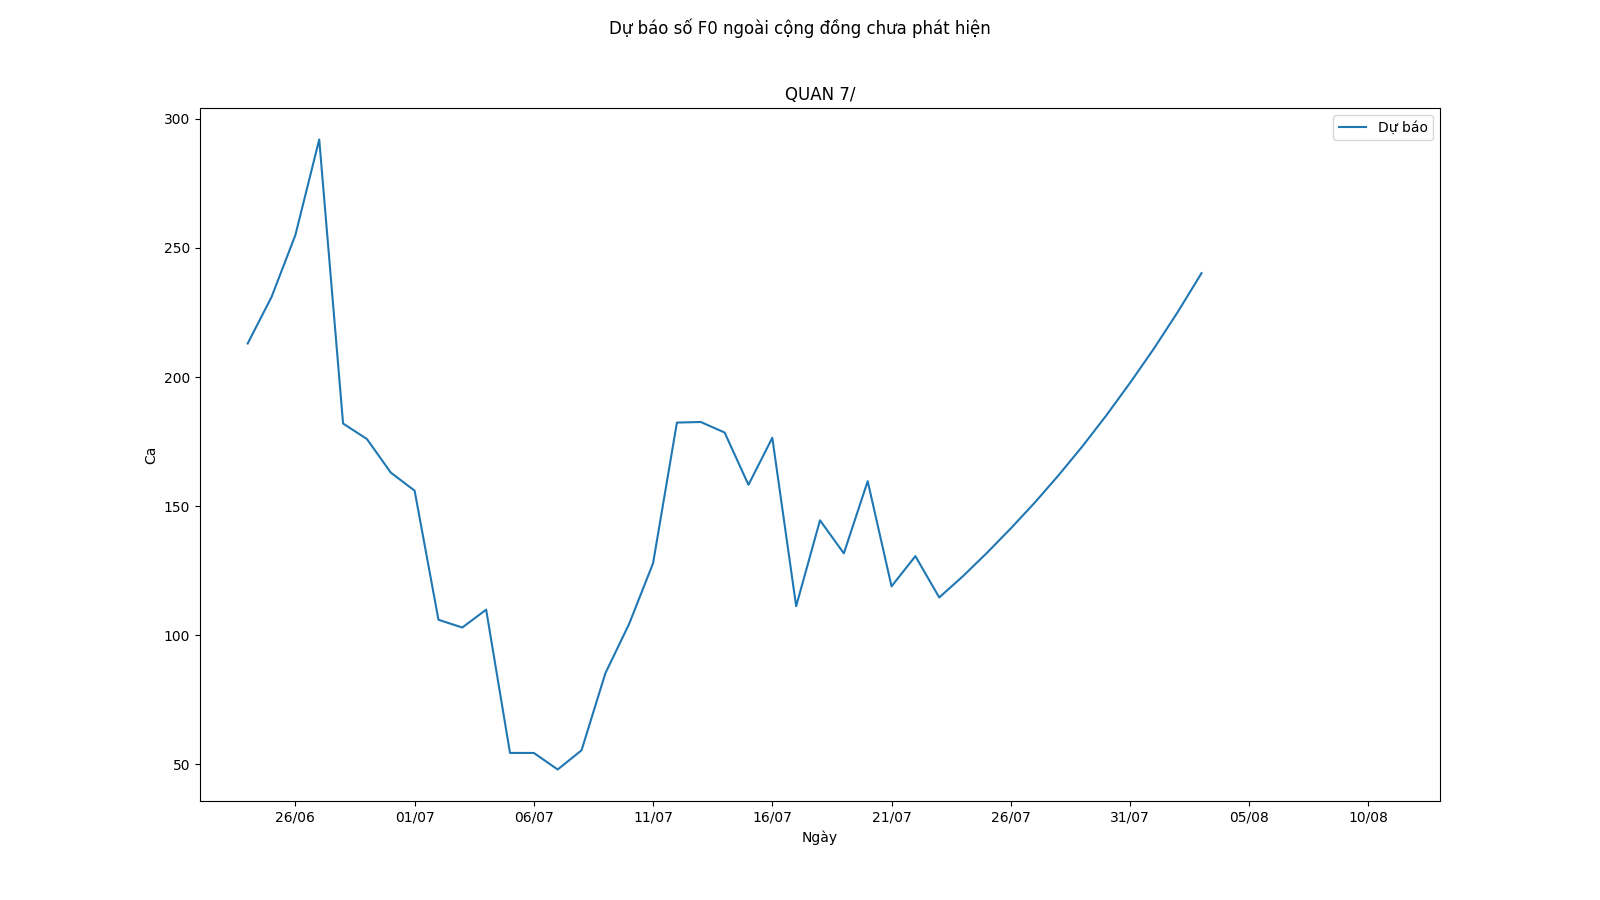 Dự báo số F0 ngoài cộng đồng chưa phát hiện
QUAN 7/
Dự báo
300
250
200
150
100
50
Ca
26/06 01/07 06/07 11/07 16/07 21/07 26/07 31/07 05/08 10/08
Ngày